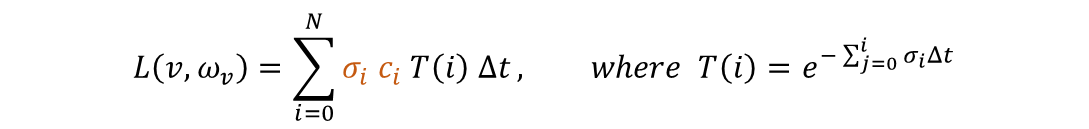 L(v, ω_v) = ∑_{i=0}^{N} σ_i c_i T(i) Δt , where T(i) = e^{− ∑_{j=0}^{i} σ_i Δt}